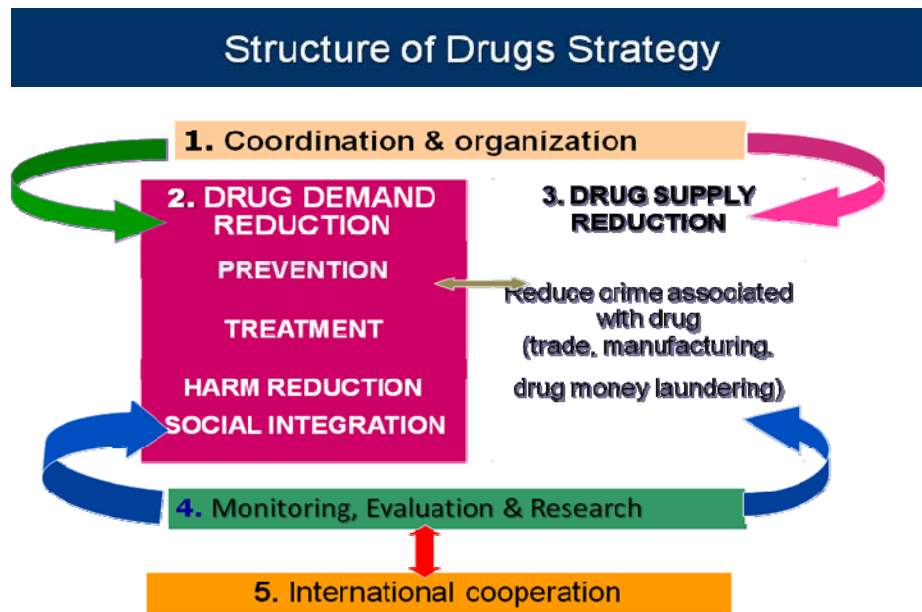 Structure of Drugs Strategy
1. Coordination & organization
2. DRUG DEMAND
REDUCTION
PREVENTION
TREATMENT
HARM REDUCTION
SOCIAL INTEGRATION
3. DRUG SUPPLY
REDUCTION
Reduce crime associated
with drug
(trade, manufacturing,
drug money laundering)
4. Monitoring, Evaluation & Research
5. International cooperation